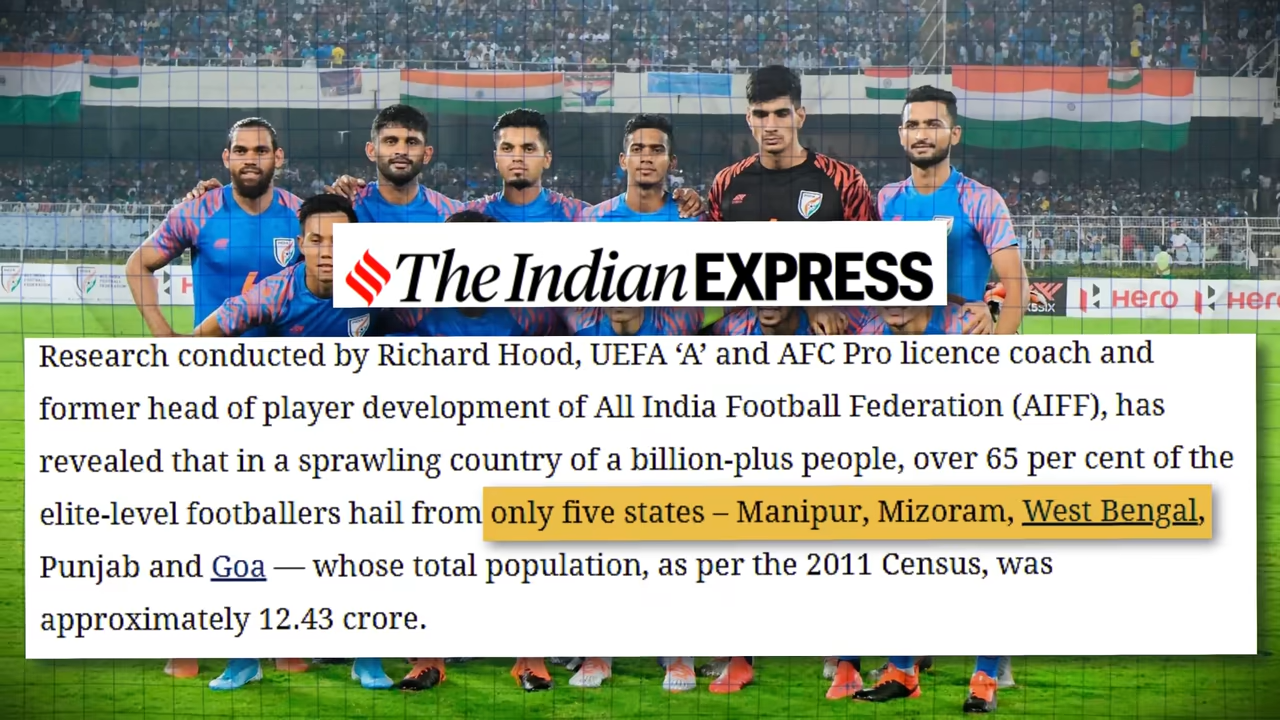 The Indian EXPRESS
HERO
HERO
Research conducted by Richard Hood, UEFA ‘A’ and AFC Pro licence coach and
former head of player development of All India Football Federation (AIFF), has
revealed that in a sprawling country of a billion-plus people, over 65 per cent of the
elite-level footballers hail from only five states – Manipur, Mizoram, West Bengal,
Punjab and Goa — whose total population, as per the 2011 Census, was
approximately 12.43 crore.